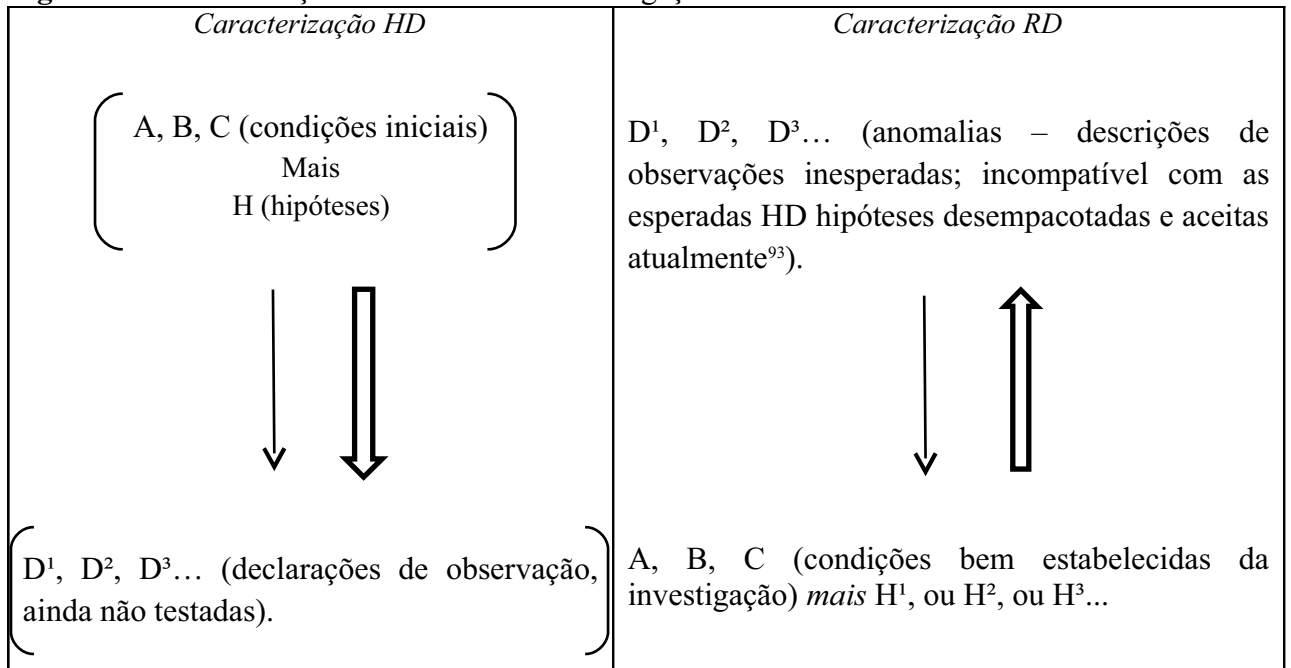 Caracterização HD
A, B, C (condições iniciais)
Mais
H (hipóteses)
D¹, D², D³… (declarações de observação,
ainda não testadas).
Caracterização RD
D¹, D², D³… (anomalias – descrições de
observações inesperadas; incompatível com as
esperadas HD hipóteses desempacotadas e aceitas
atualmente⁹³).
A, B, C (condições bem estabelecidas da
investigação) mais H¹, ou H², ou H³...